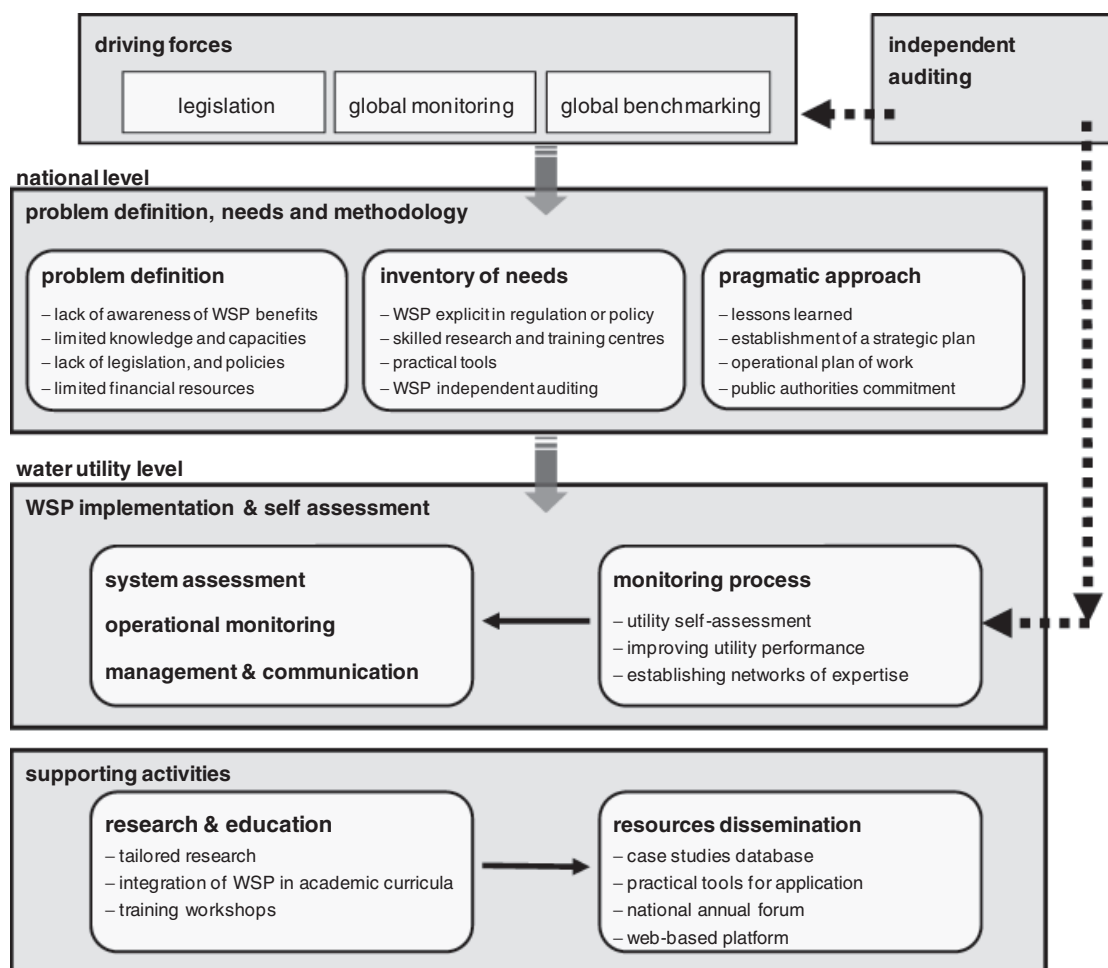 driving forces
legislation
global monitoring
global benchmarking
independent
auditing
national level
problem definition, needs and methodology
problem definition
– lack of awareness of WSP benefits
– limited knowledge and capacities
– lack of legislation, and policies
– limited financial resources
inventory of needs
– WSP explicit in regulation or policy
– skilled research and training centres
– practical tools
– WSP independent auditing
pragmatic approach
– lessons learned
– establishment of a strategic plan
– operational plan of work
– public authorities commitment
water utility level
WSP implementation & self assessment
system assessment
operational monitoring
management & communication
monitoring process
– utility self-assessment
– improving utility performance
– establishing networks of expertise
supporting activities
research & education
– tailored research
– integration of WSP in academic curricula
– training workshops
resources dissemination
– case studies database
– practical tools for application
– national annual forum
– web-based platform